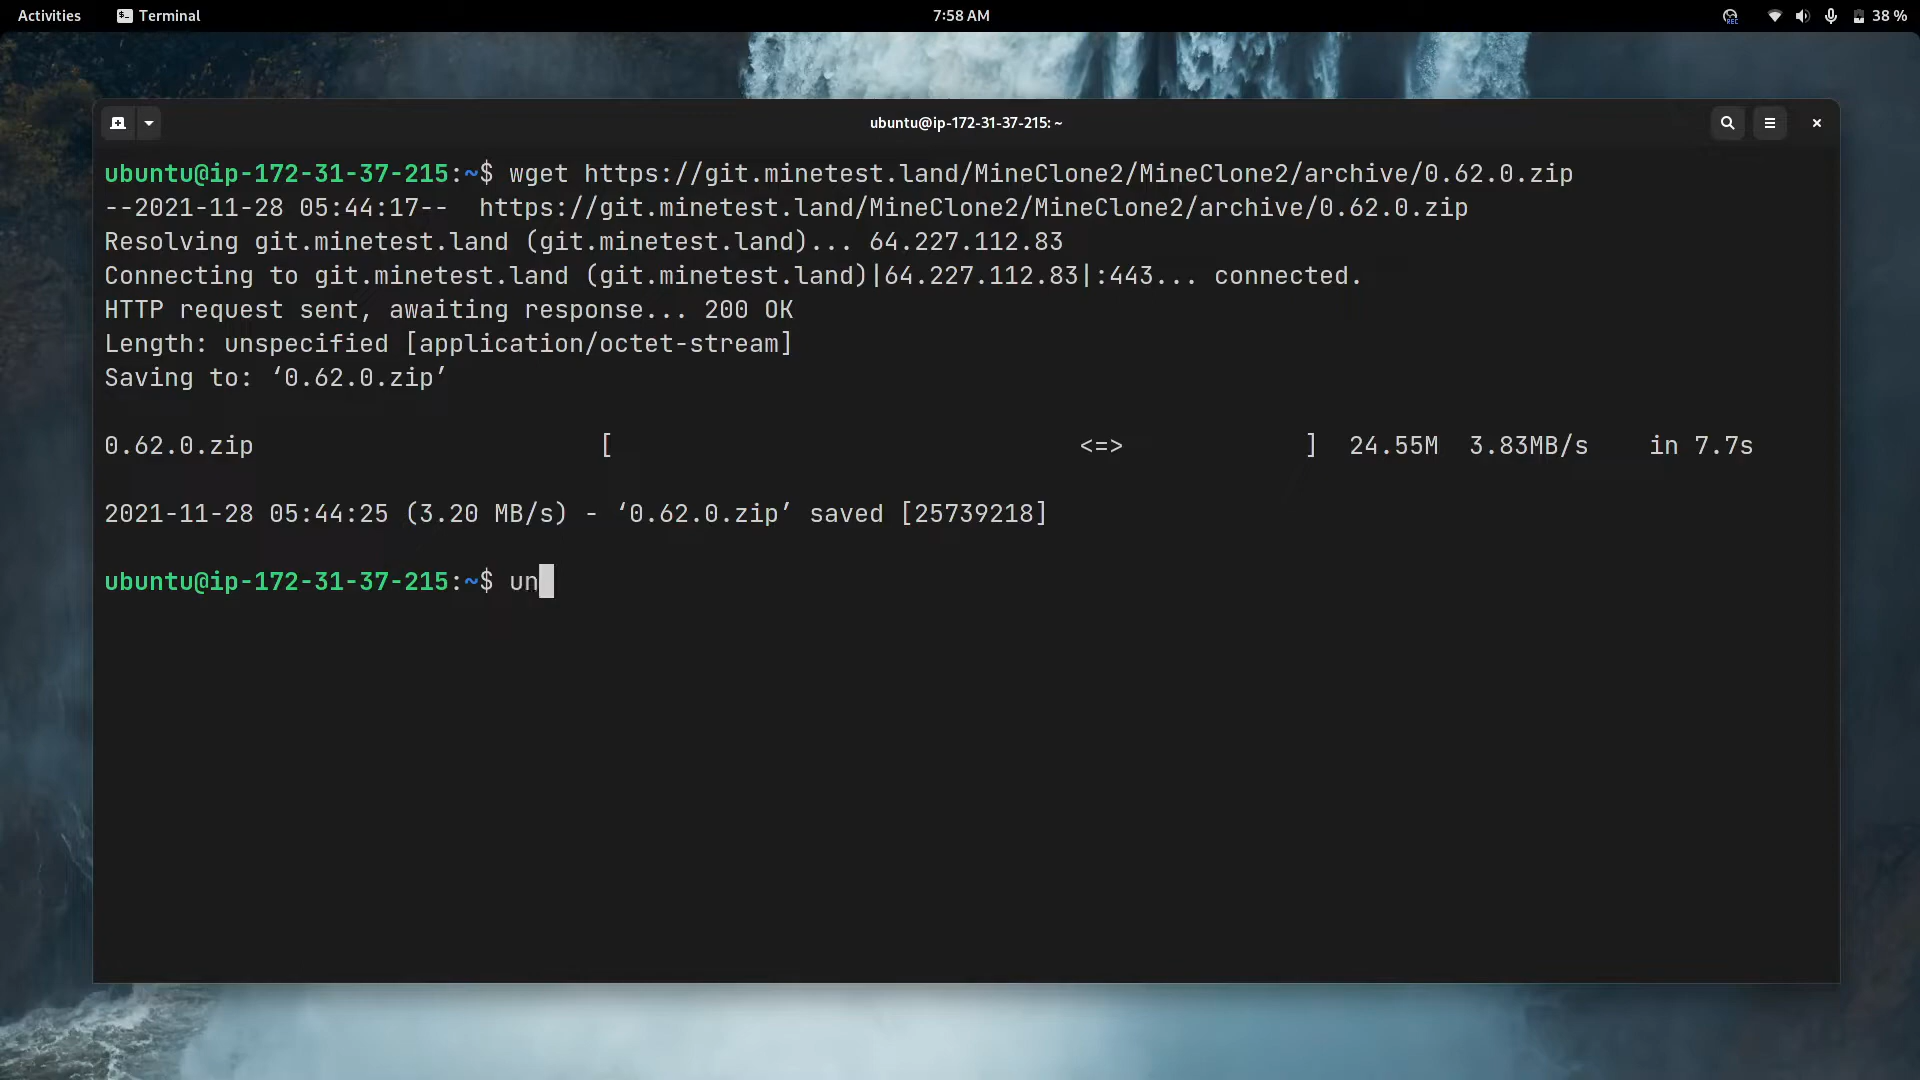 Activities Terminal 7:58 AM REC 38 %
ubuntu@ip-172-31-37-215: ~
ubuntu@ip-172-31-37-215:~$ wget https://git.minetest.land/MineClone2/MineClone2/archive/0.62.0.zip
--2021-11-28 05:44:17--  https://git.minetest.land/MineClone2/MineClone2/archive/0.62.0.zip
Resolving git.minetest.land (git.minetest.land)... 64.227.112.83
Connecting to git.minetest.land (git.minetest.land)|64.227.112.83|:443... connected.
HTTP request sent, awaiting response... 200 OK
Length: unspecified [application/octet-stream]
Saving to: ‘0.62.0.zip’
0.62.0.zip [ <=> ] 24.55M 3.83MB/s in 7.7s
2021-11-28 05:44:25 (3.20 MB/s) - ‘0.62.0.zip’ saved [25739218]
ubuntu@ip-172-31-37-215:~$ un